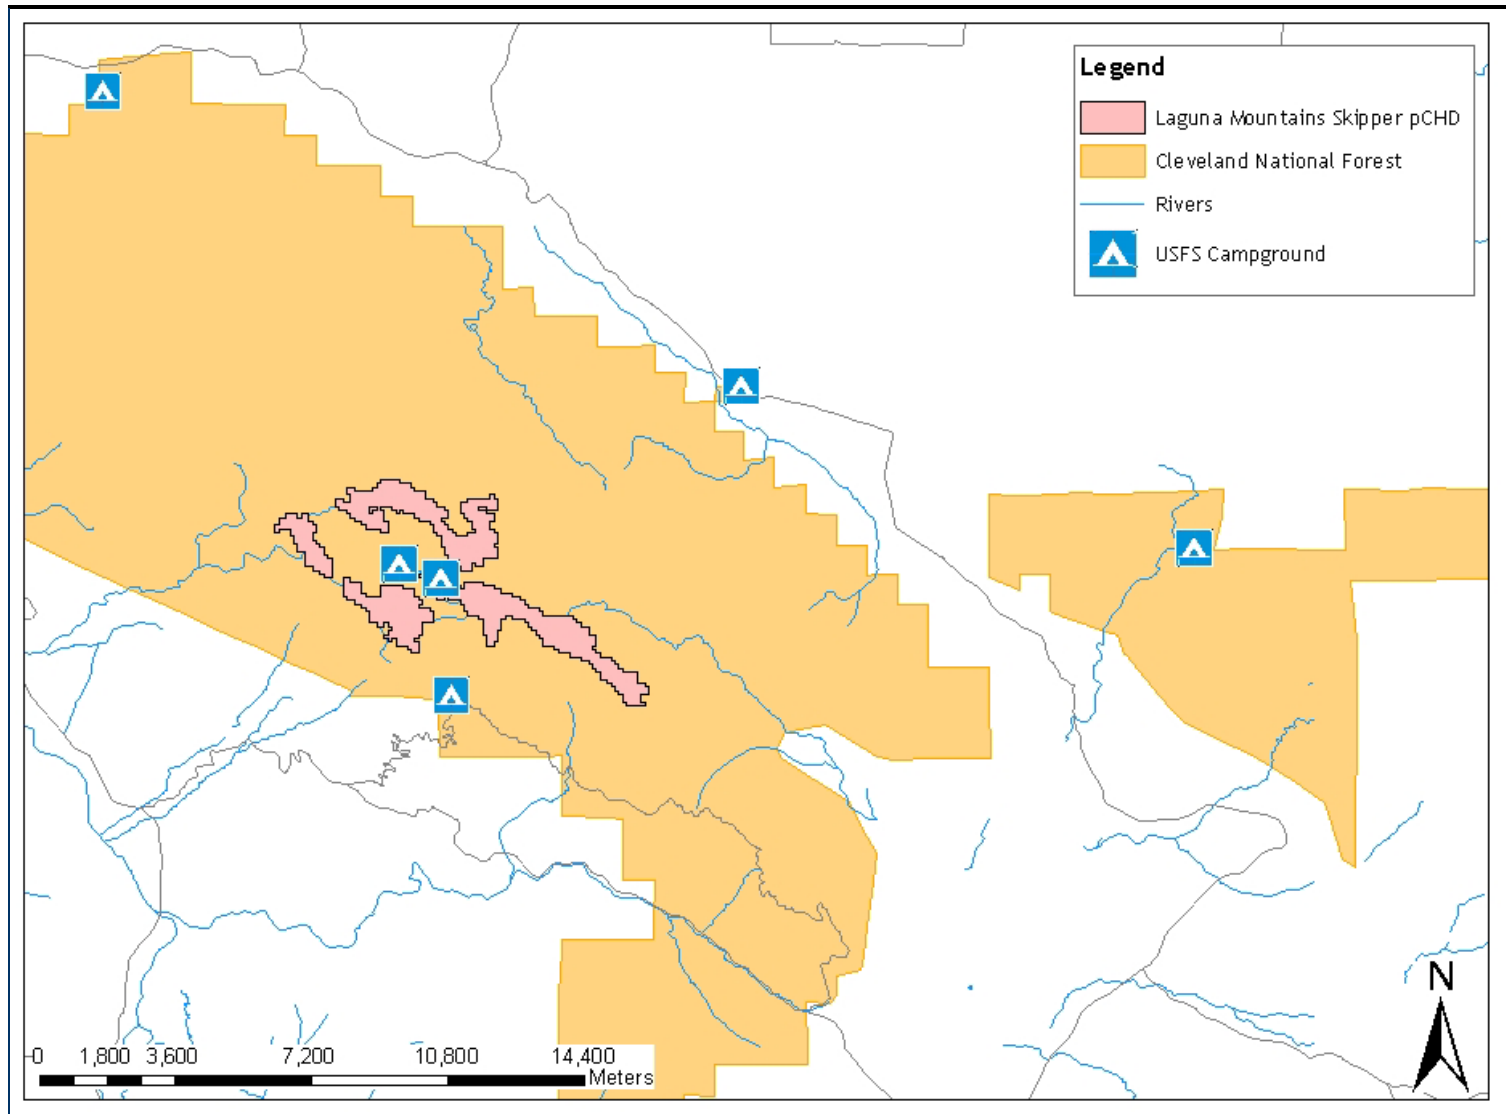 Legend
Laguna Mountains Skipper pCHD
Cleveland National Forest
Rivers
USFS Campground
N
0 1,800 3,600 7,200 10,800 14,400
Meters